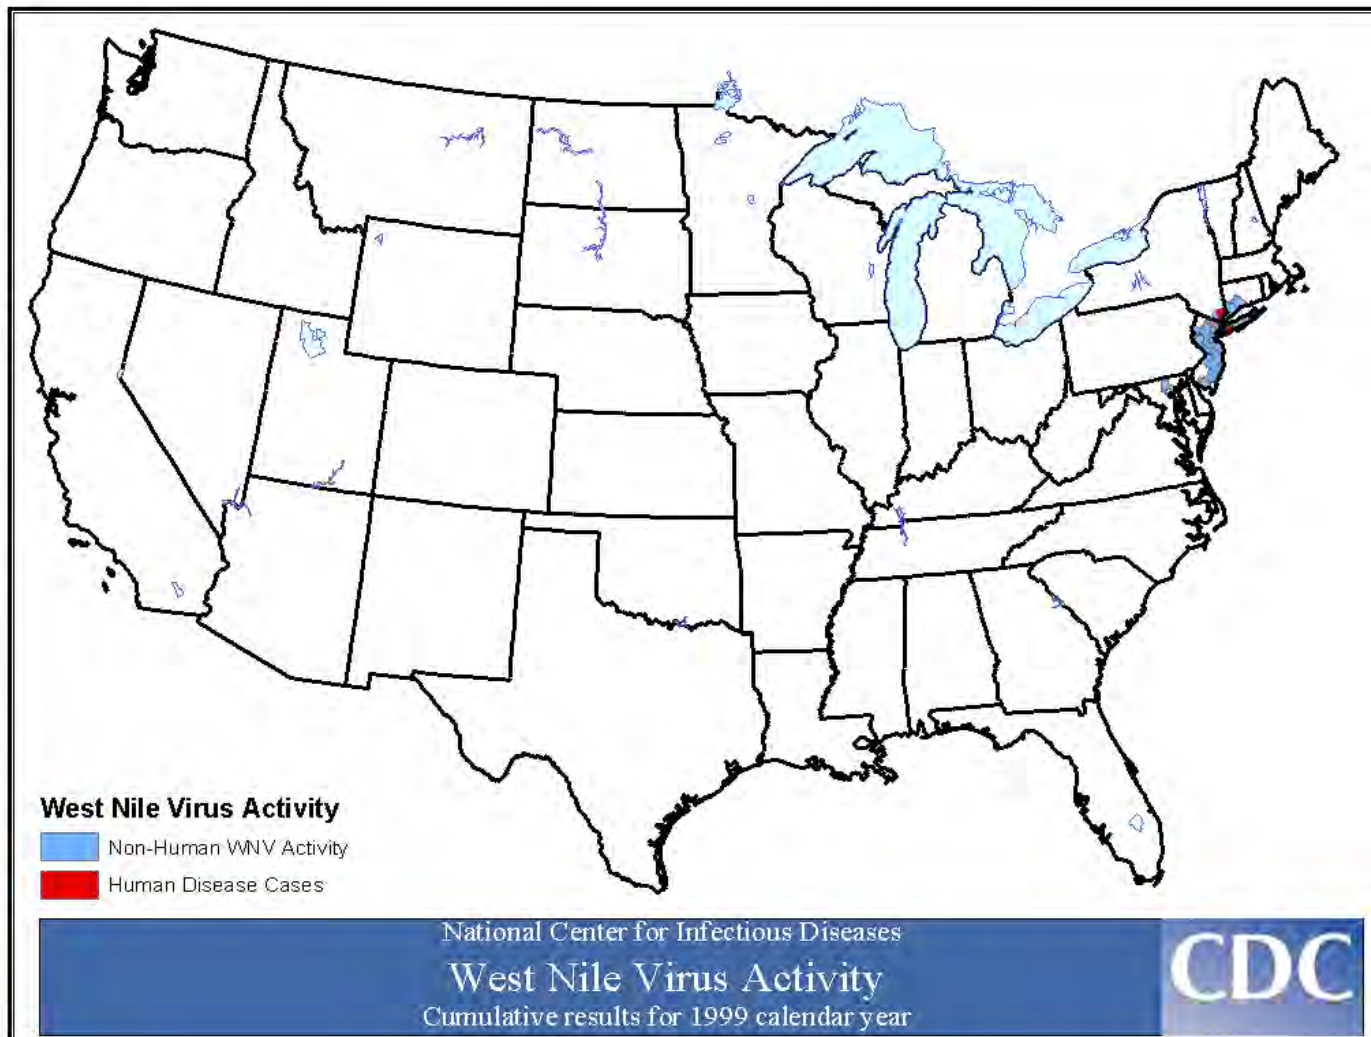 West Nile Virus Activity
Non-Human WNV Activity
Human Disease Cases
National Center for Infectious Diseases
West Nile Virus Activity
Cumulative results for 1999 calendar year
CDC